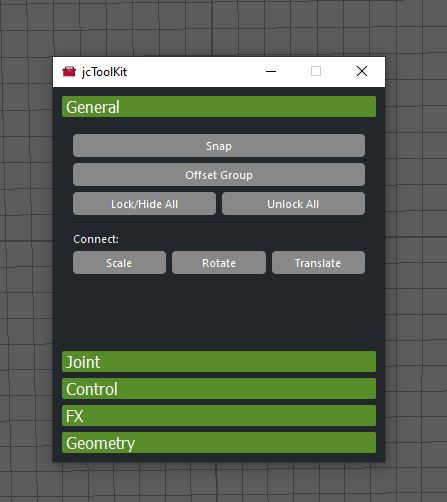 jcToolKit
General
Snap
Offset Group
Lock/Hide All Unlock All
Connect:
Scale Rotate Translate
Joint
Control
FX
Geometry